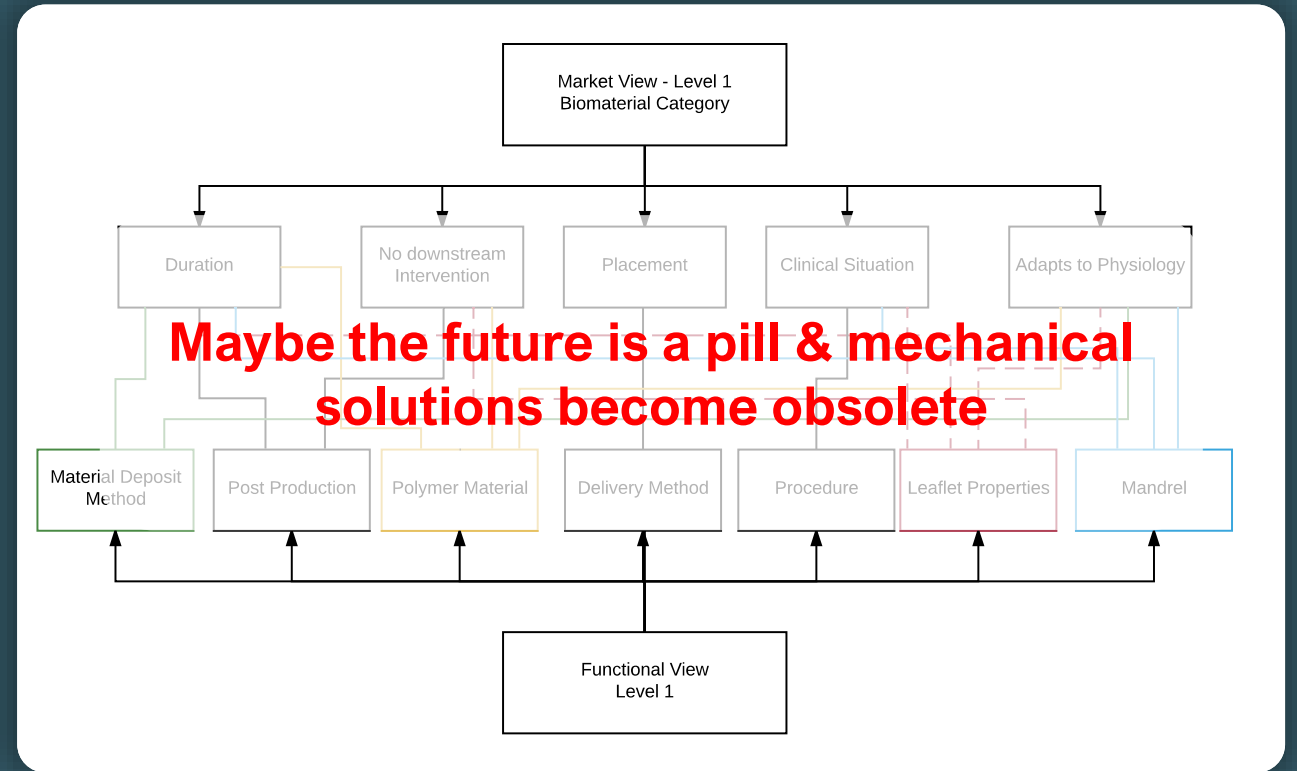 Market View - Level 1
Biomaterial Category
Duration
No downstream
Intervention
Placement
Clinical Situation
Adapts to Physiology
Maybe the future is a pill & mechanical
solutions become obsolete
Material Deposit
Method
Post Production
Polymer Material
Delivery Method
Procedure
Leaflet Properties
Mandrel
Functional View
Level 1